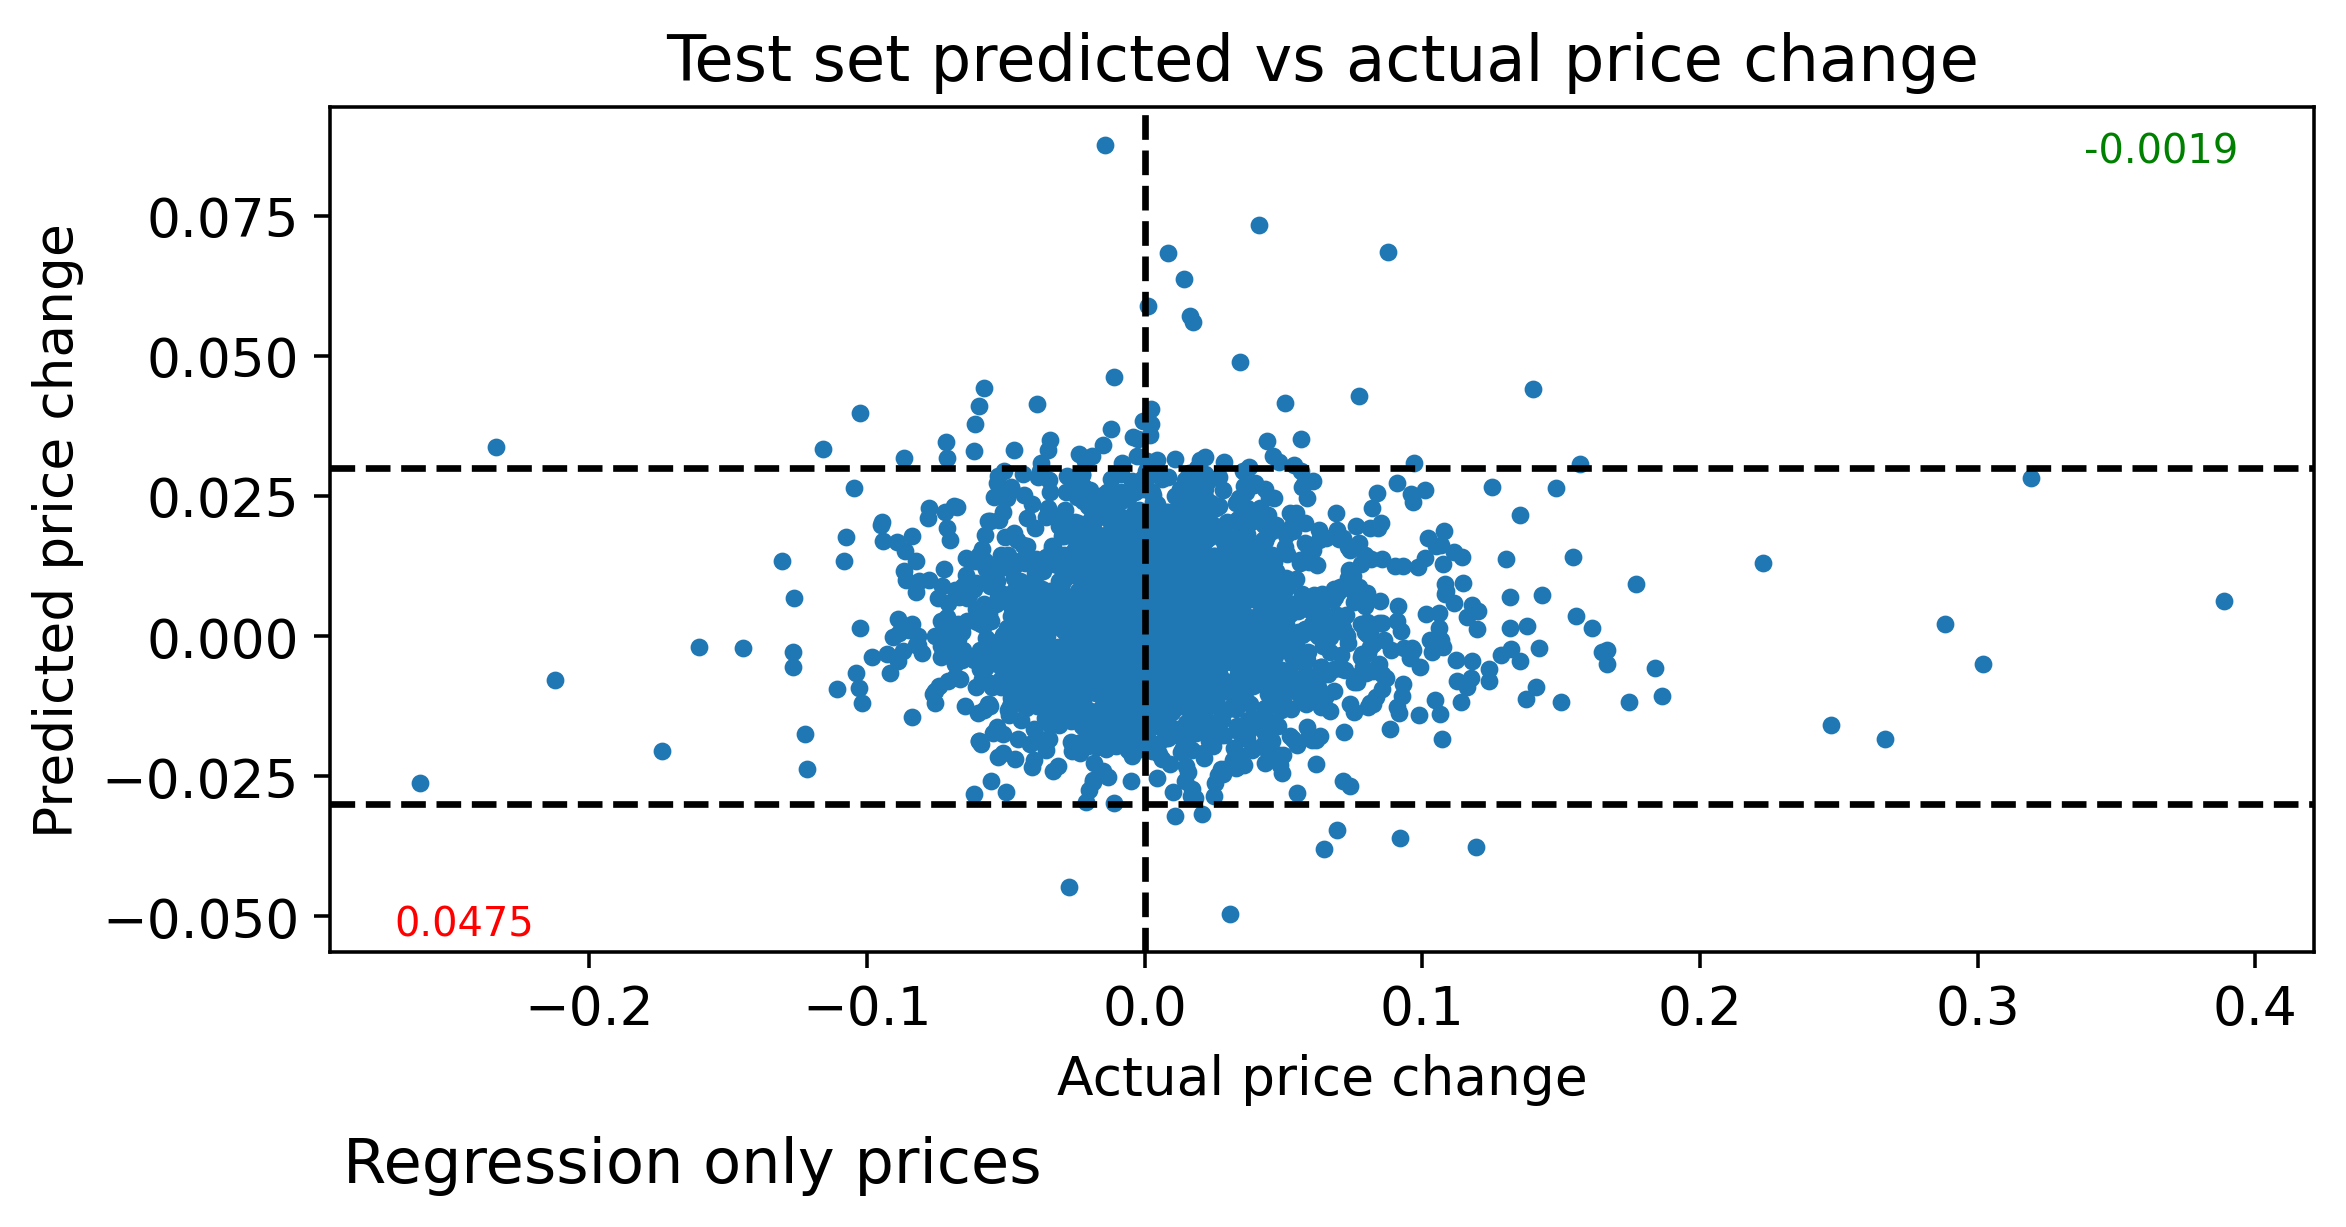 Test set predicted vs actual price change
-0.0019
0.075
0.050
0.025
0.000
−0.025
−0.050
Predicted price change
0.0475
−0.2 −0.1 0.0 0.1 0.2 0.3 0.4
Actual price change
Regression only prices